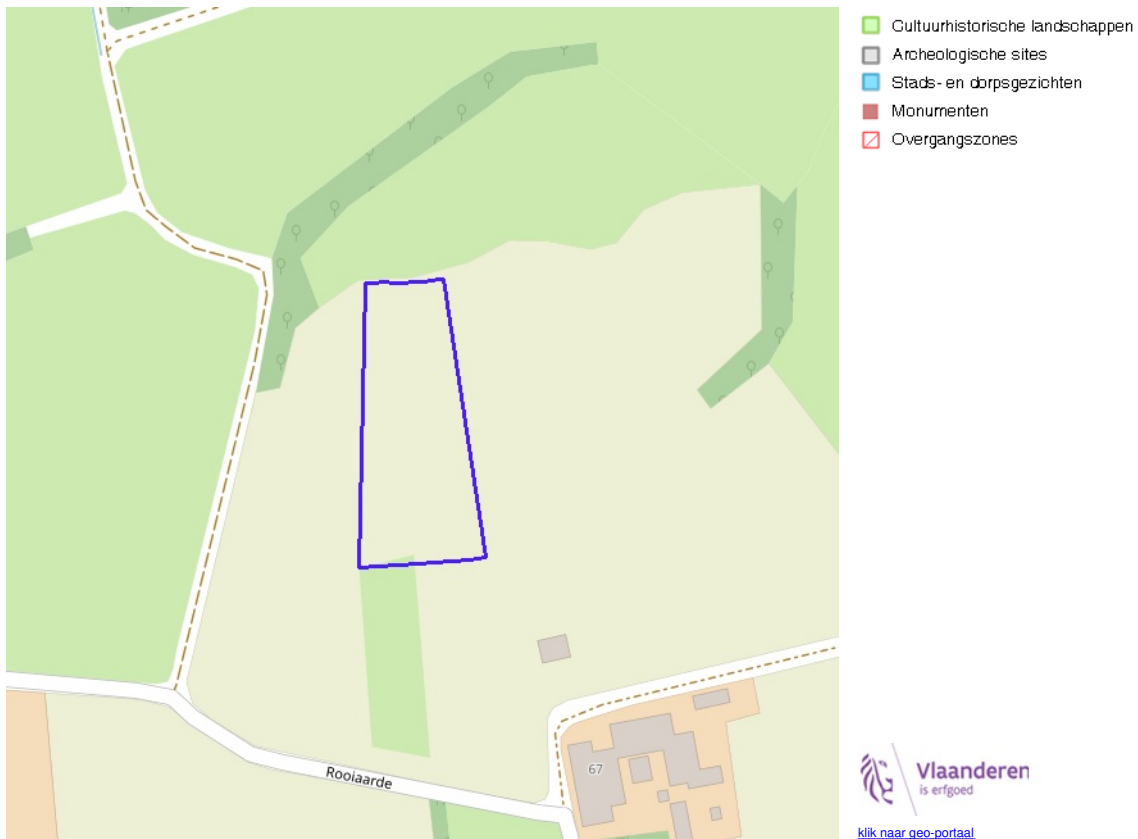 Cultuurhistorische landschappen
Archeologische sites
Stads- en dorpsgezichten
Monumenten
Overgangszones
67
Rooiaarde
Vlaanderen
is erfgoed
klik naar geo-portaal